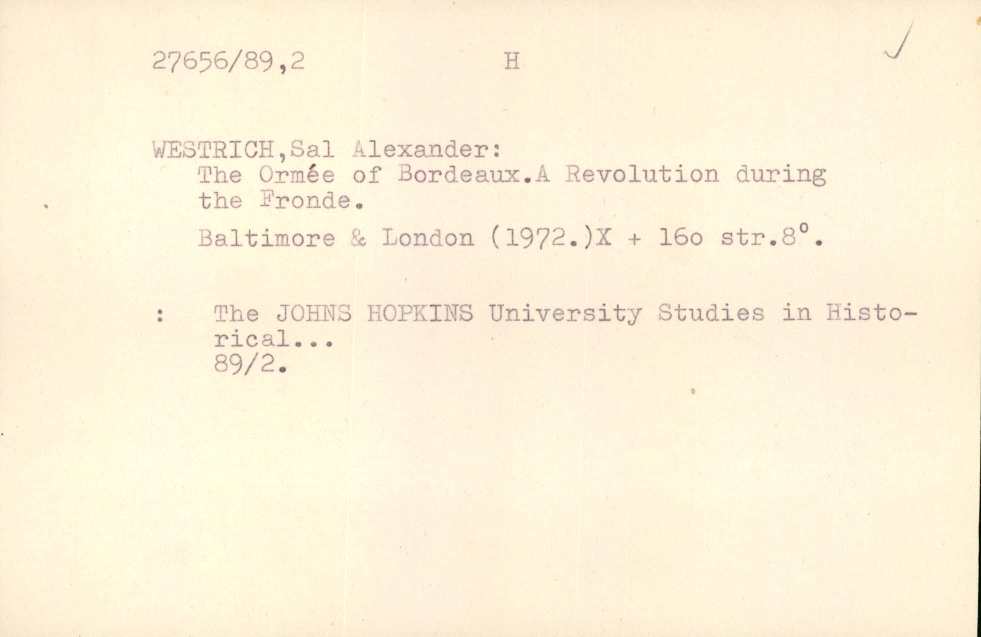 27656/89,2 H
WESTRICH,Sal Alexander:
The Ormée of Bordeaux.A Revolution during
the Fronde.
Baltimore & London (1972.)X + 16o str.8°.
: The JOHNS HOPKINS University Studies in Histo-
rical...
89/2.